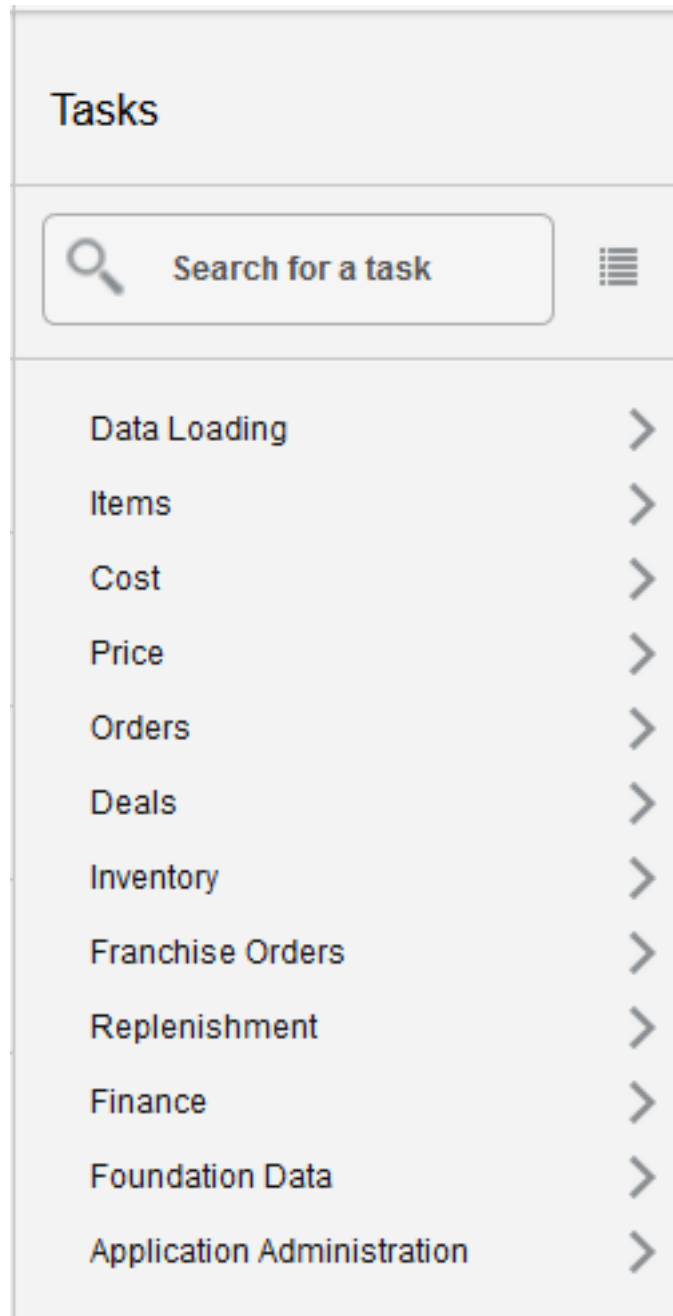 Tasks
Search for a task
Data Loading
Items
Cost
Price
Orders
Deals
Inventory
Franchise Orders
Replenishment
Finance
Foundation Data
Application Administration